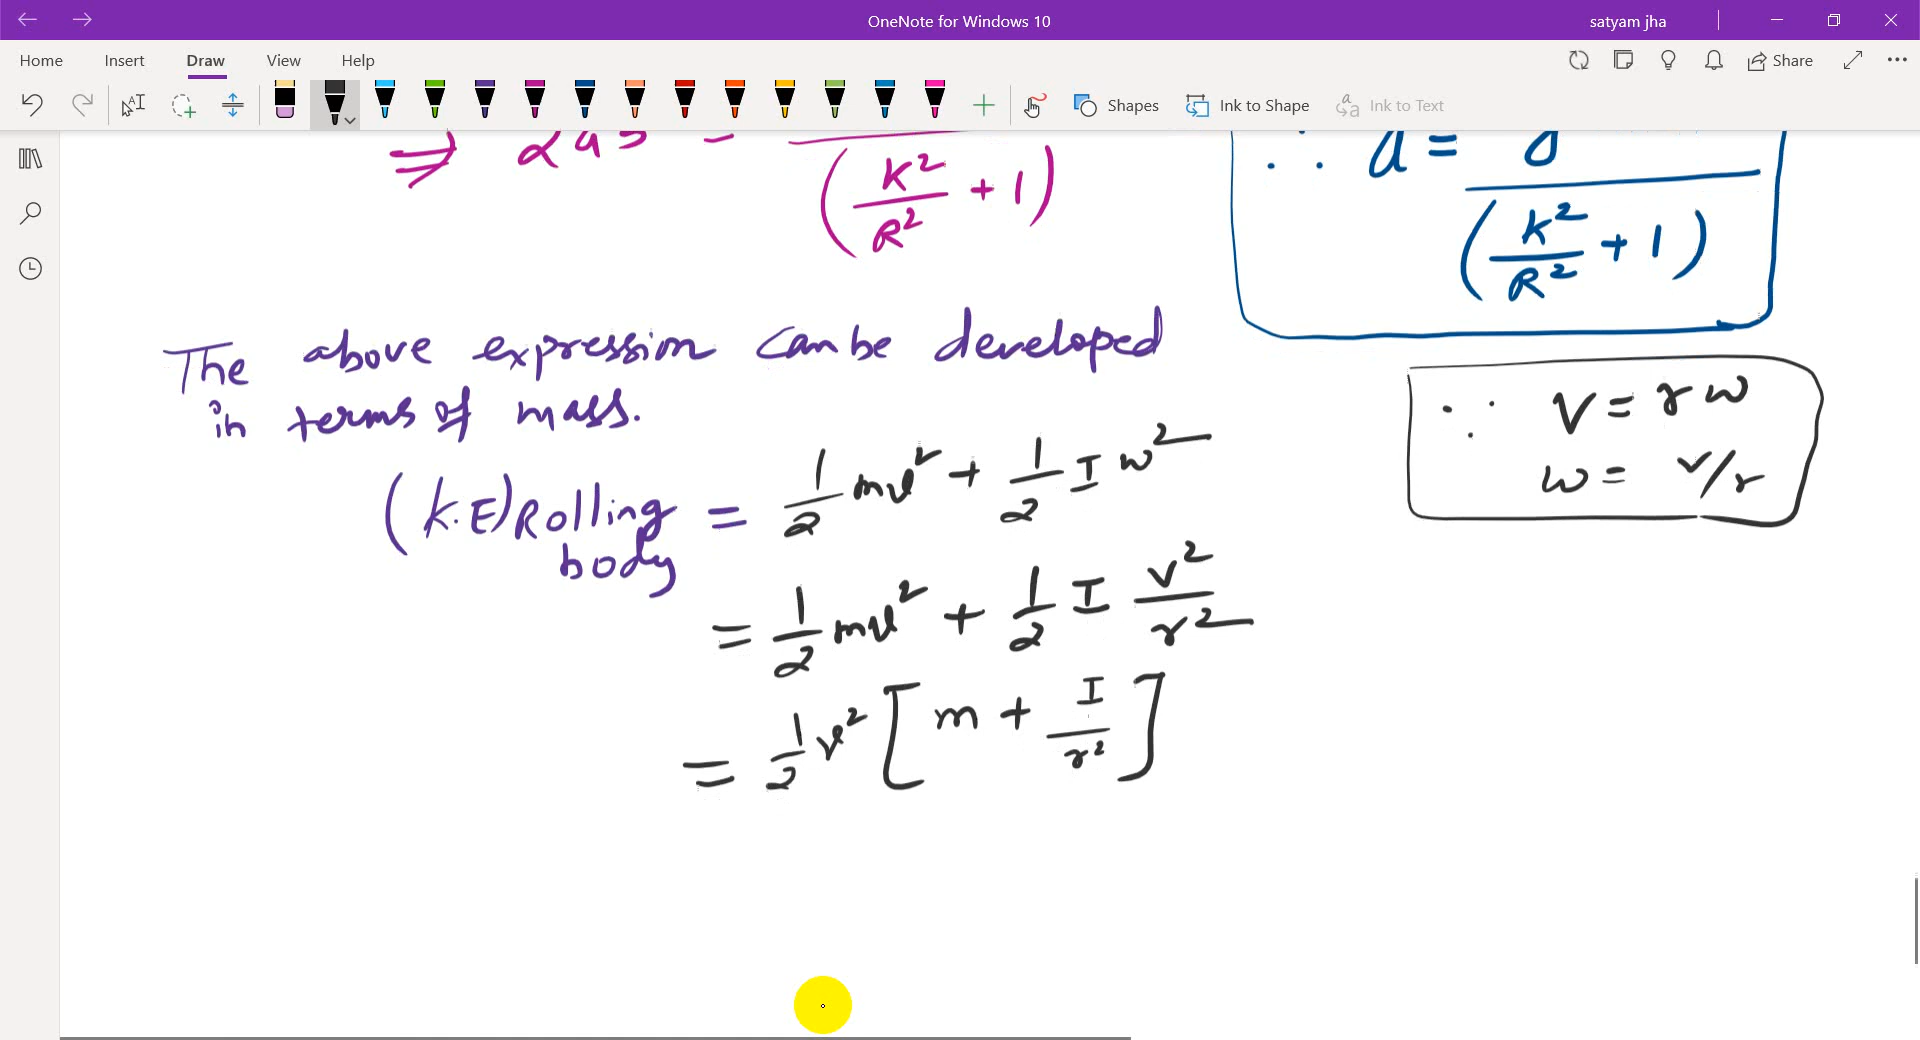 OneNote for Windows 10
satyam jha
Home Insert Draw View Help
Share
Shapes Ink to Shape Ink to Text
⇒ 2as =
(K²/R² + 1)
∴ a =
(K²/R² + 1)
The above expression can be developed
in terms of mass.
∵ V = rω
ω = v/r
(K.E) Rolling body = 1/2 mv² + 1/2 I ω²
= 1/2 mv² + 1/2 I v²/r²
= 1/2 v² [m + I/r²]